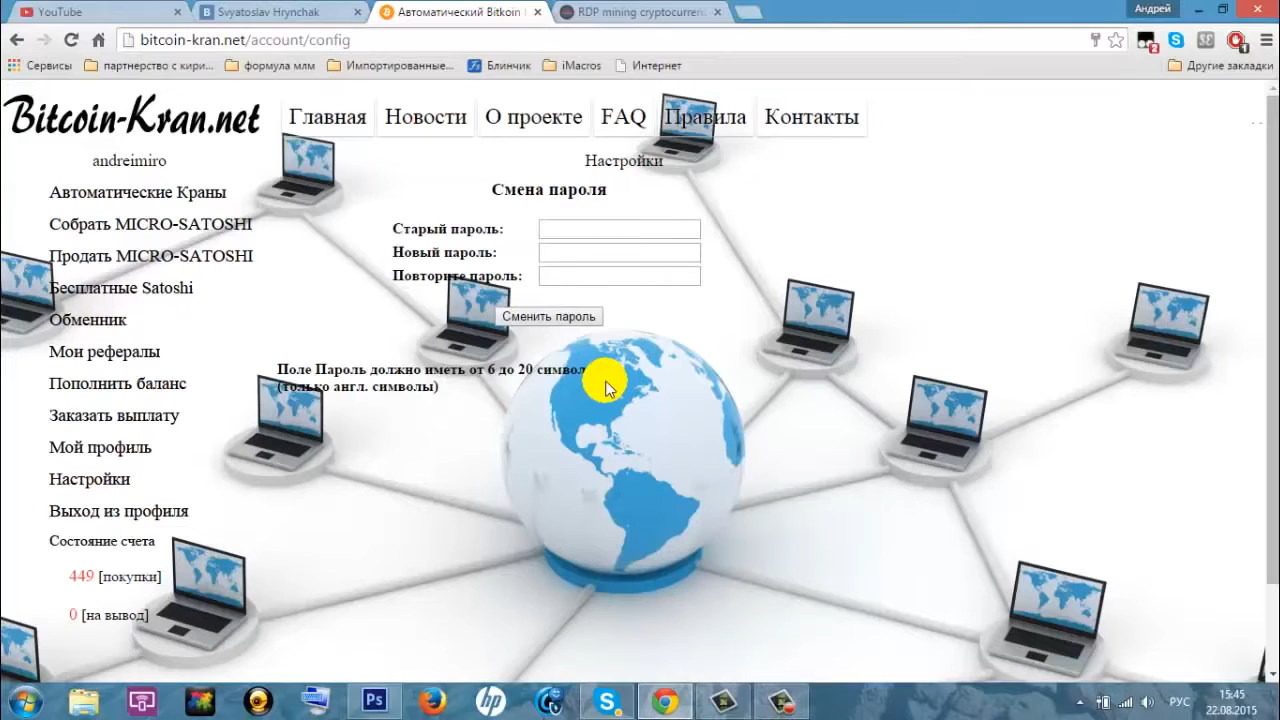 YouTube
Svyatoslav Hrynchak
Автоматический Bitkoin
RDP mining cryptocurren
Андрей
bitcoin-kran.net/account/config
Сервисы
партнерство с кири...
формула млм
Импортированные...
Блинчик
iMacros
Интернет
Другие закладки
Bitcoin-Kran.net
Главная
Новости
О проекте
FAQ
Правила
Контакты
andreimiro
Настройки
Автоматические Краны
Собрать MICRO-SATOSHI
Продать MICRO-SATOSHI
Бесплатные Satoshi
Обменник
Мои рефералы
Пополнить баланс
Заказать выплату
Мой профиль
Настройки
Выход из профиля
Состояние счета
449 [покупки]
0 [на вывод]
Смена пароля
Старый пароль:
Новый пароль:
Повторите пароль:
Сменить пароль
Поле Пароль должно иметь от 6 до 20 символ
(только англ. символы)
Ps
hp
РУС
15:45
22.08.2015